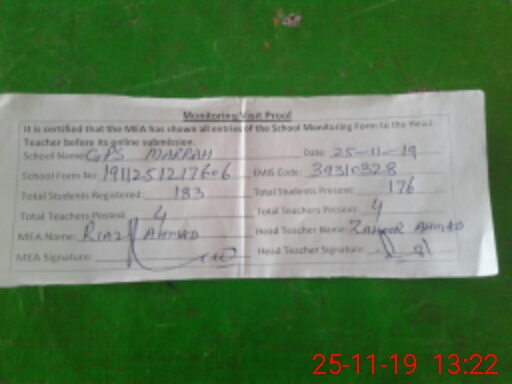 Monitoring Visit Proof
It is certified that the MEA has shown all entries of the School Monitoring Form to the Head
Teacher before its online submission.
School Name: GPS MARRAH Date: 25-11-19
School Form No: EMIS Code:
Total Students Registered: 183 Total Students Present: 176
Total Teachers Posted: 4 Total Teachers Present: 4
MEA Name: RIAZ AHMED Head Teacher Name: ZAHOOR AHMAD
MEA Signature: Head Teacher Signature:
25-11-19 13:22